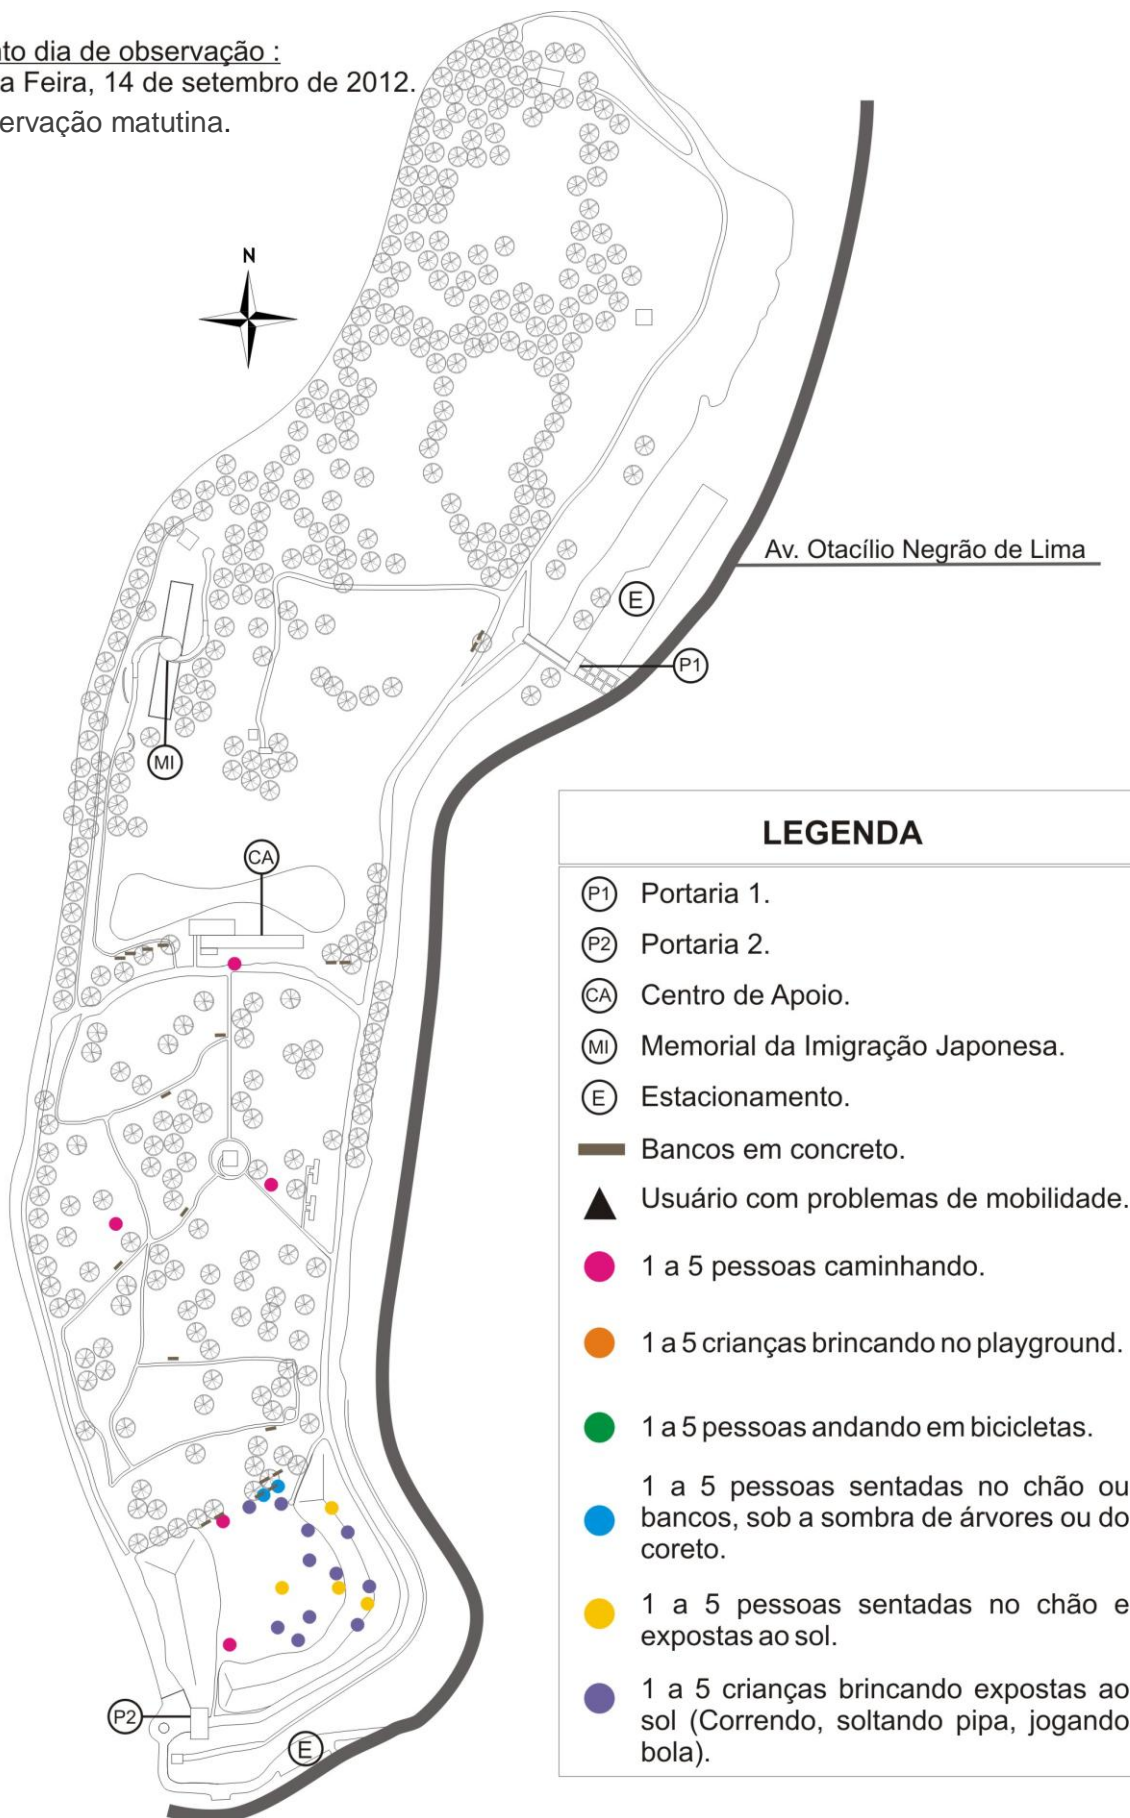 nto dia de observação :
a Feira, 14 de setembro de 2012.
ervação matutina.
N
Av. Otacílio Negrão de Lima
E
P1
MI
CA
LEGENDA
P1 Portaria 1.
P2 Portaria 2.
CA Centro de Apoio.
MI Memorial da Imigração Japonesa.
E Estacionamento.
Bancos em concreto.
Usuário com problemas de mobilidade.
1 a 5 pessoas caminhando.
1 a 5 crianças brincando no playground.
1 a 5 pessoas andando em bicicletas.
1 a 5 pessoas sentadas no chão ou
bancos, sob a sombra de árvores ou do
coreto.
1 a 5 pessoas sentadas no chão e
expostas ao sol.
1 a 5 crianças brincando expostas ao
sol (Correndo, soltando pipa, jogando
bola).
P2
E